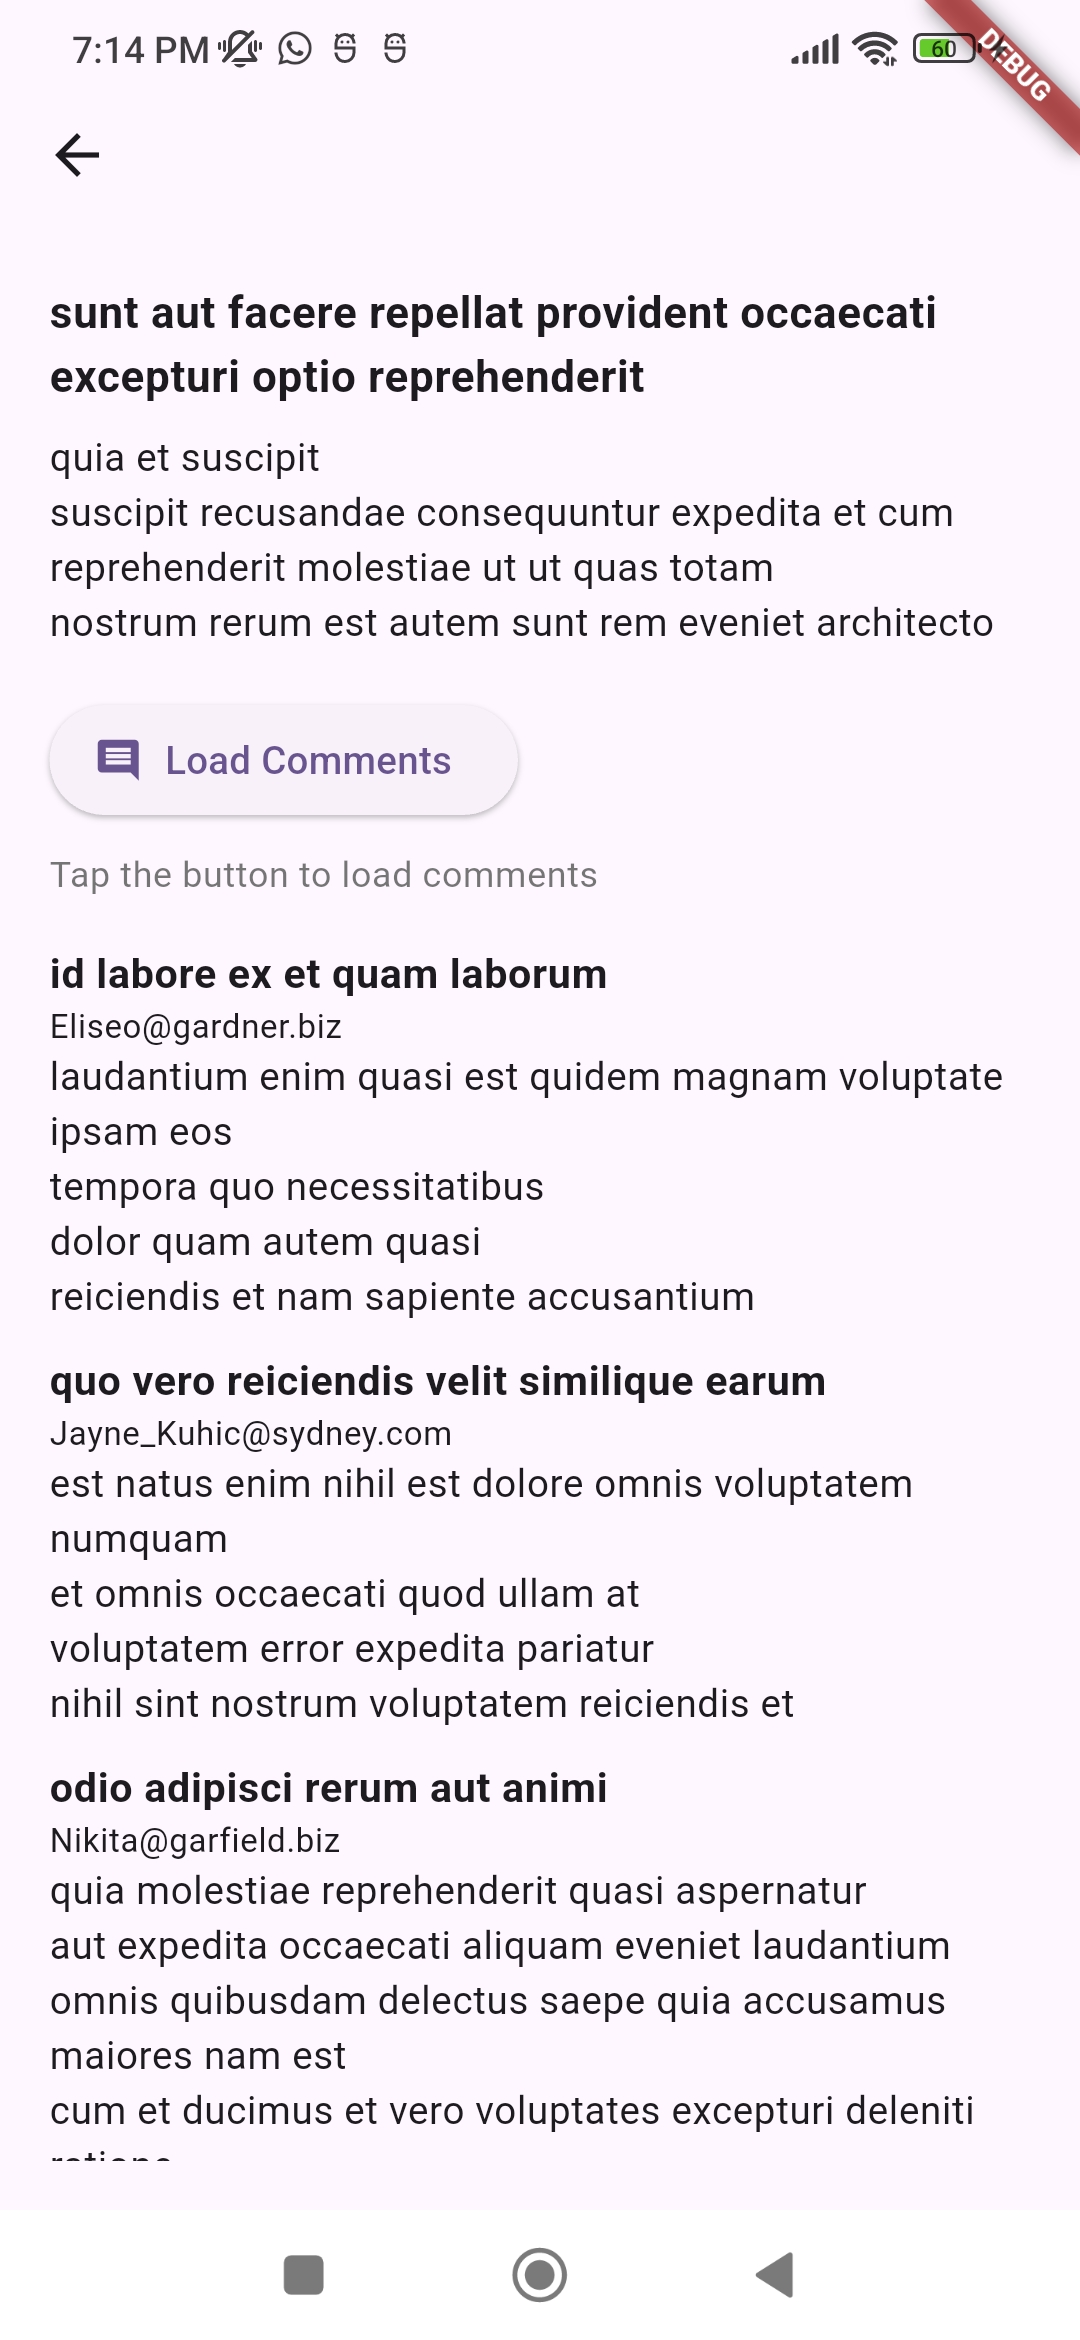 7:14 PM
60
DEBUG
sunt aut facere repellat provident occaecati
excepturi optio reprehenderit
quia et suscipit
suscipit recusandae consequuntur expedita et cum
reprehenderit molestiae ut ut quas totam
nostrum rerum est autem sunt rem eveniet architecto
Load Comments
Tap the button to load comments
id labore ex et quam laborum
Eliseo@gardner.biz
laudantium enim quasi est quidem magnam voluptate
ipsam eos
tempora quo necessitatibus
dolor quam autem quasi
reiciendis et nam sapiente accusantium
quo vero reiciendis velit similique earum
Jayne_Kuhic@sydney.com
est natus enim nihil est dolore omnis voluptatem
numquam
et omnis occaecati quod ullam at
voluptatem error expedita pariatur
nihil sint nostrum voluptatem reiciendis et
odio adipisci rerum aut animi
Nikita@garfield.biz
quia molestiae reprehenderit quasi aspernatur
aut expedita occaecati aliquam eveniet laudantium
omnis quibusdam delectus saepe quia accusamus
maiores nam est
cum et ducimus et vero voluptates excepturi deleniti